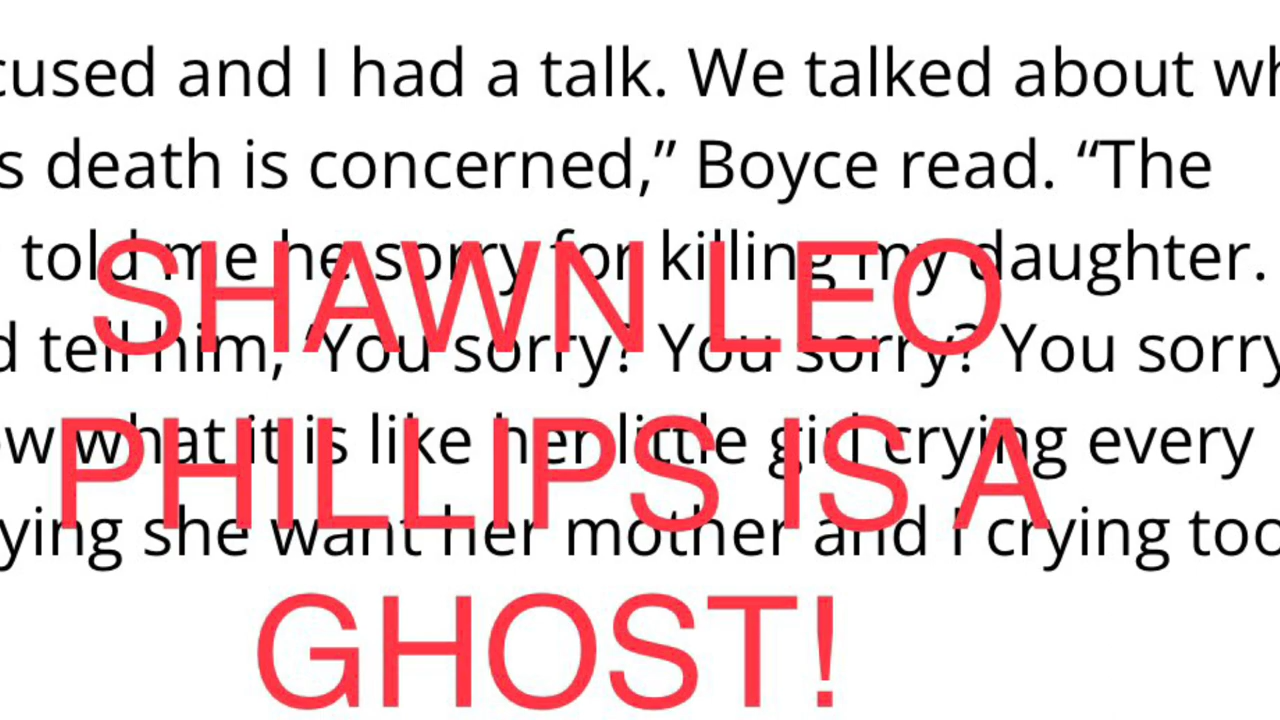 cused and I had a talk. We talked about wh
s death is concerned,” Boyce read. “The
told me he sorry for killing my daughter.
d tell him, ‘You sorry? You sorry? You sorry
ow what it is like her little girl crying every
ying she want her mother and I crying too
SHAWN LEO
PHILLIPS IS A
GHOST!